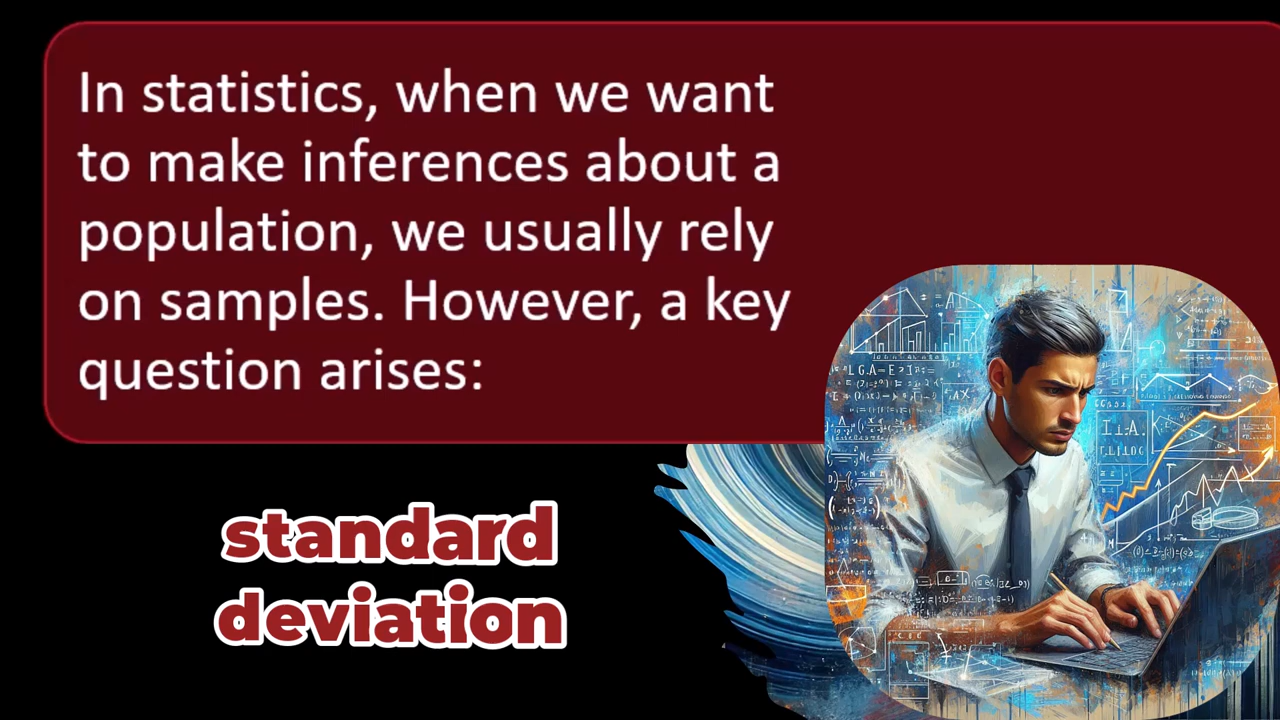 In statistics, when we want
to make inferences about a
population, we usually rely
on samples. However, a key
question arises:
standard
deviation